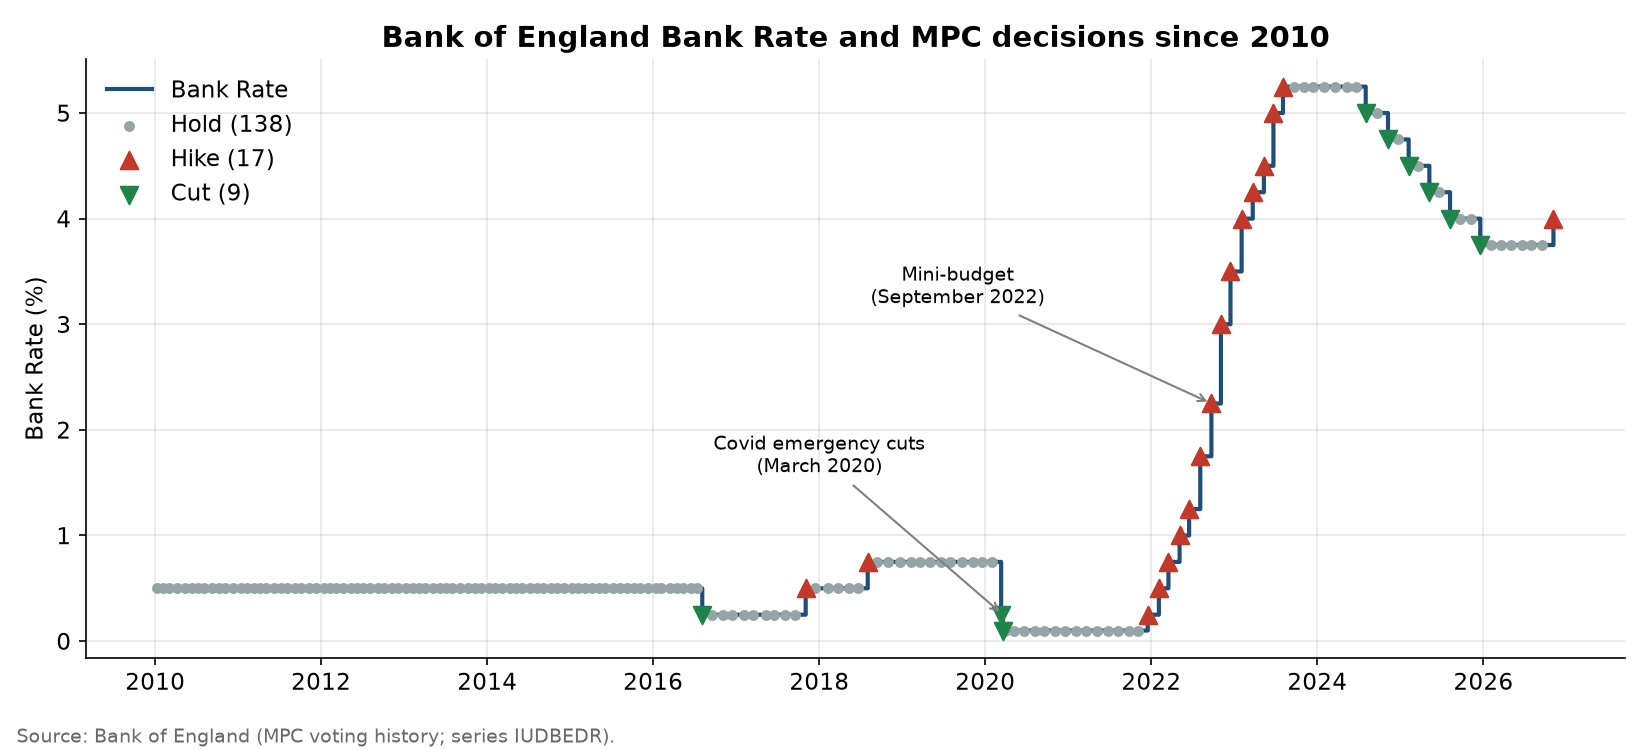 Bank of England Bank Rate and MPC decisions since 2010
Bank Rate
Hold (138)
Hike (17)
Cut (9)
Bank Rate (%)
5
4
3
2
1
0
Mini-budget
(September 2022)
Covid emergency cuts
(March 2020)
2010 2012 2014 2016 2018 2020 2022 2024 2026
Source: Bank of England (MPC voting history; series IUDBEDR).